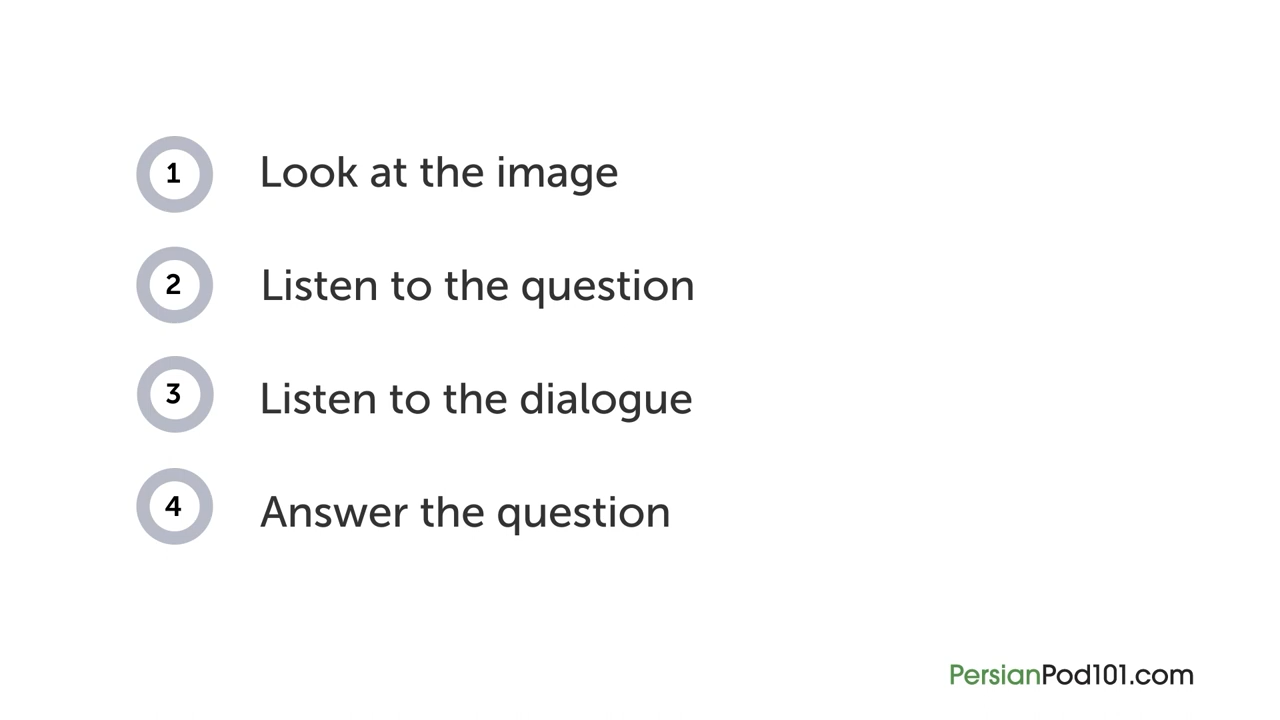 1 Look at the image
2 Listen to the question
3 Listen to the dialogue
4 Answer the question
PersianPod101.com